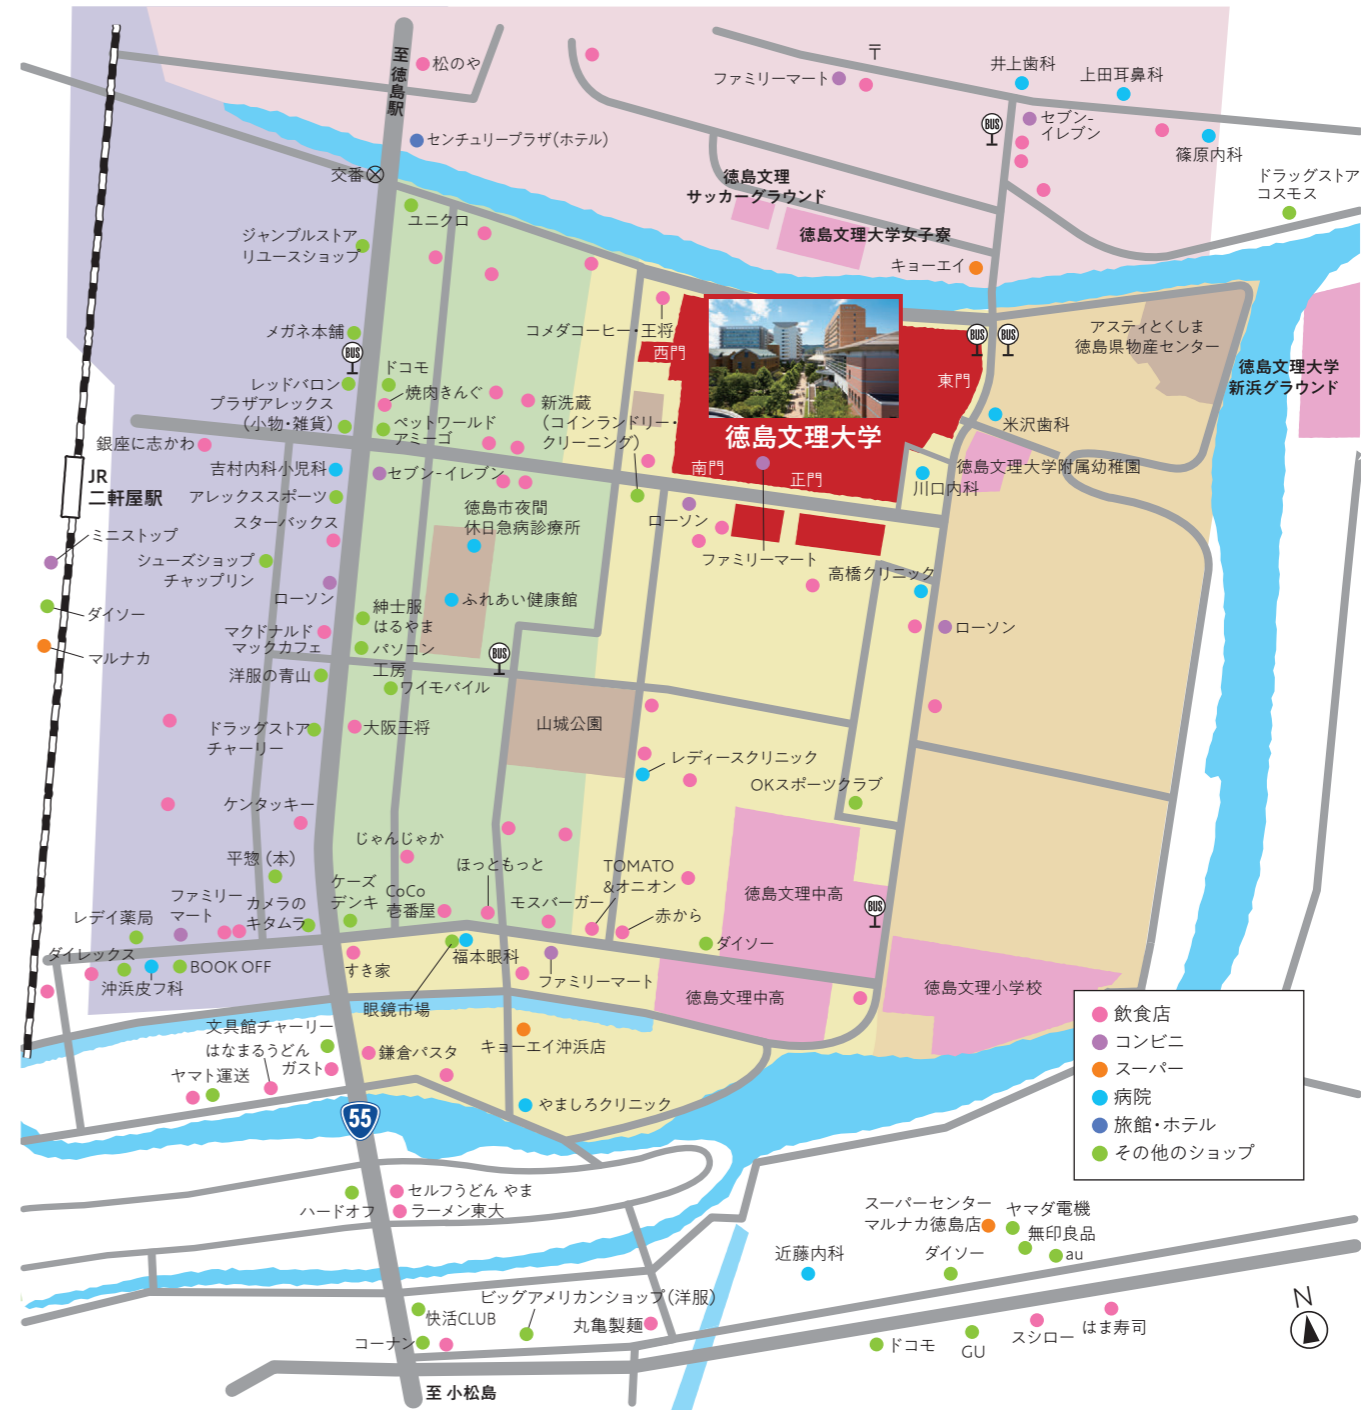 至徳島駅
松のや
ファミリーマート
〒
井上歯科
上田耳鼻科
BUS
セブン-
イレブン
篠原内科
センチュリープラザ(ホテル)
交番
徳島文理
サッカーグラウンド
ドラッグストア
コスモス
ユニクロ
ジャンブルストア
リユースショップ
徳島文理大学女子寮
キョーエイ
コメダコーヒー・王将
メガネ本舗
BUS
西門
BUS
BUS
東門
アスティとくしま
徳島県物産センター
徳島文理大学
新浜グラウンド
レッドバロン
ドコモ
焼肉きんぐ
プラザアレックス
(小物・雑貨)
ペットワールド
アミーゴ
新洗蔵
(コインランドリー・
クリーニング)
徳島文理大学
米沢歯科
銀座に志かわ
吉村内科小児科
セブン-イレブン
南門
正門
徳島文理大学附属幼稚園
川口内科
JR
二軒屋駅
アレックススポーツ
スターバックス
徳島市夜間
休日急病診療所
ローソン
ミニストップ
シューズショップ
チャップリン
ファミリーマート
高橋クリニック
ローソン
ふれあい健康館
ダイソー
紳士服
はるやま
マクドナルド
マックカフェ
ローソン
マルナカ
パソコン
工房
BUS
洋服の青山
ワイモバイル
ドラッグストア
チャーリー
大阪王将
山城公園
レディースクリニック
OKスポーツクラブ
ケンタッキー
じゃんじゃか
平惣(本)
ほっともっと
TOMATO
&オニオン
徳島文理中高
ケーズ
デンキ
CoCo
壱番屋
ファミリー
マート
カメラの
キタムラ
モスバーガー
赤から
BUS
レデイ薬局
ダイソー
ダイレックス
BOOK OFF
沖浜皮フ科
すき家
福本眼科
眼鏡市場
ファミリーマート
徳島文理中高
徳島文理小学校
文具館チャーリー
はなまるうどん
ガスト
鎌倉パスタ
キョーエイ沖浜店
ヤマト運送
やましろクリニック
55
飲食店
コンビニ
スーパー
病院
旅館・ホテル
その他のショップ
ハードオフ
セルフうどん やま
ラーメン東大
スーパーセンター
マルナカ徳島店
ヤマダ電機
無印良品
au
近藤内科
ダイソー
ビッグアメリカンショップ(洋服)
快活CLUB
丸亀製麺
コーナン
ドコモ
GU
スシロー
はま寿司
N
至 小松島